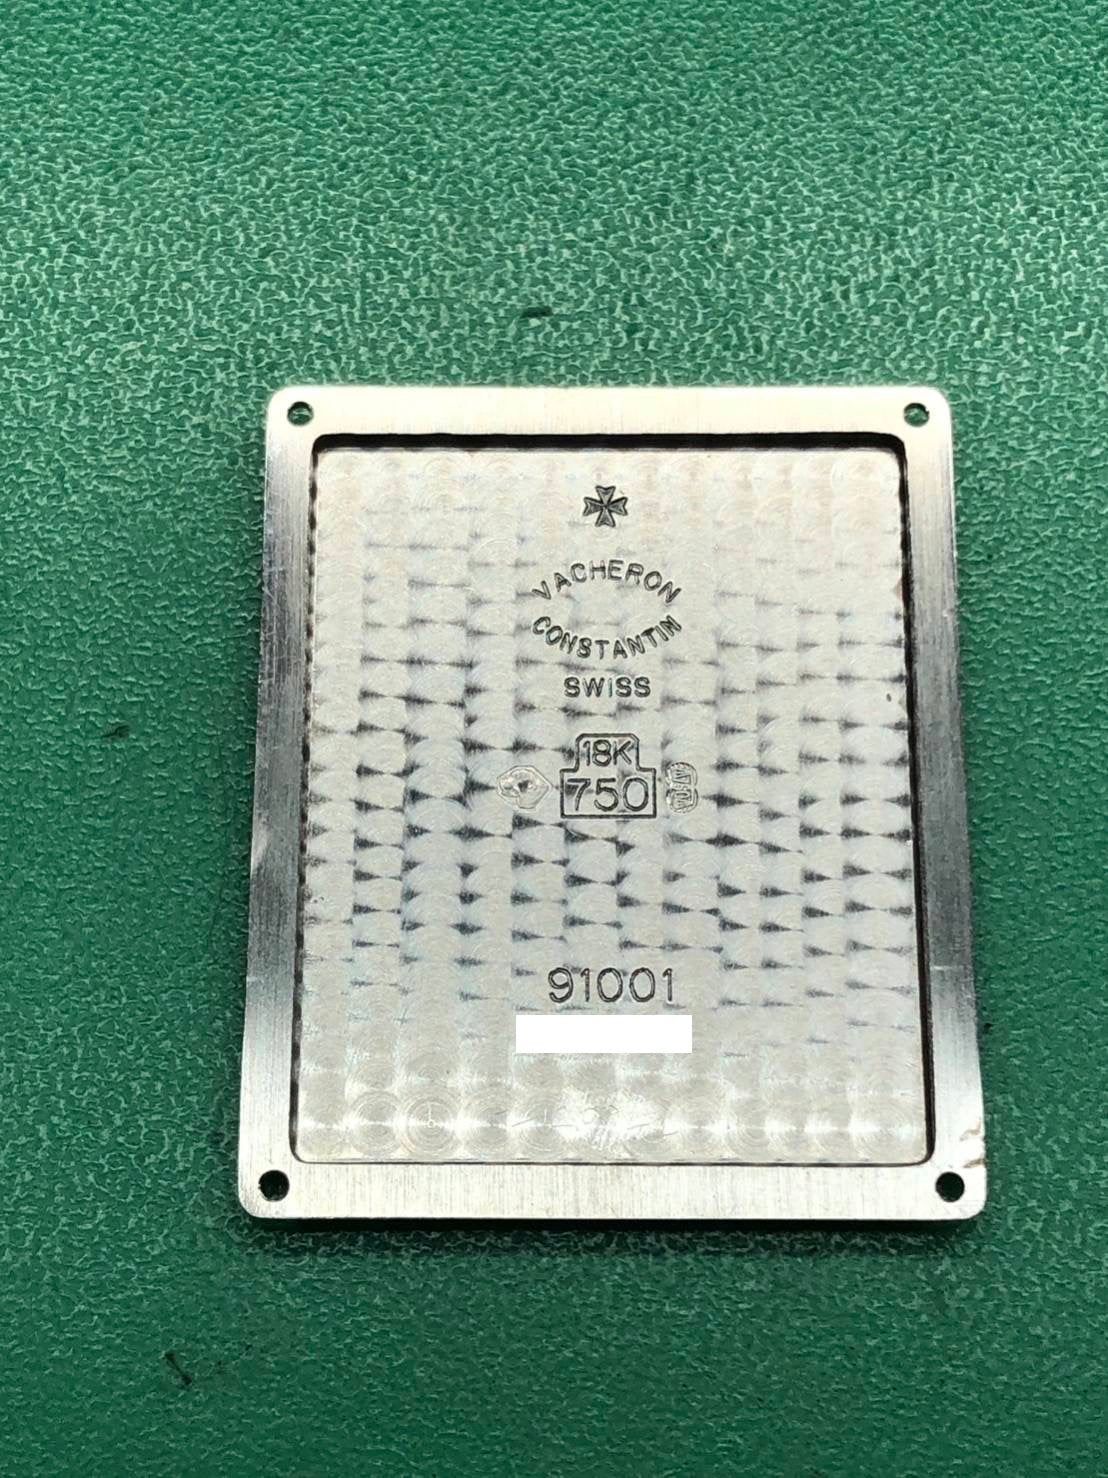 VACHERON
CONSTANTIN
SWISS
18K
750
91001